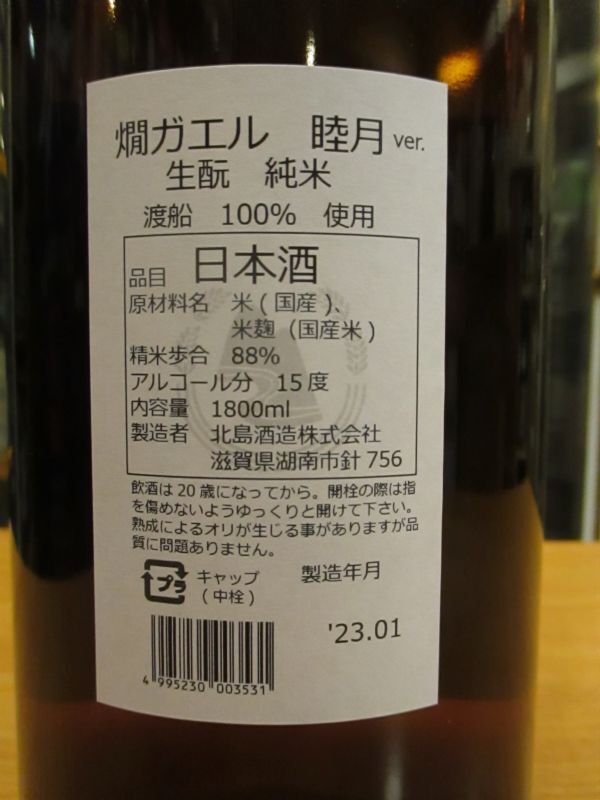 燗ガエル 睦月 ver.
生酛 純米
渡船 100% 使用
品目 日本酒
原材料名 米(国産)、
米麹(国産米)
精米歩合 88%
アルコール分 15度
内容量 1800ml
製造者 北島酒造株式会社
滋賀県湖南市針756
飲酒は20歳になってから。開栓の際は指
を傷めないようゆっくりと開けて下さい。
熟成によるオリが生じる事がありますが品
質に問題ありません。
プラ キャップ 製造年月
(中栓)
'23.01
4 995230 003531